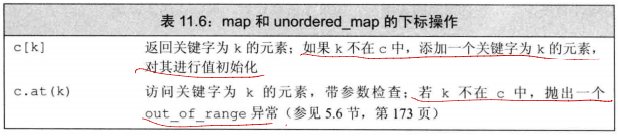 表 11.6：map 和 unordered_map 的下标操作
c[k] 返回关键字为 k 的元素；如果 k 不在 c 中，添加一个关键字为 k 的元素，
对其进行值初始化
c.at(k) 访问关键字为 k 的元素，带参数检查；若 k 不在 c 中，抛出一个
out_of_range 异常（参见 5.6 节，第 173 页）